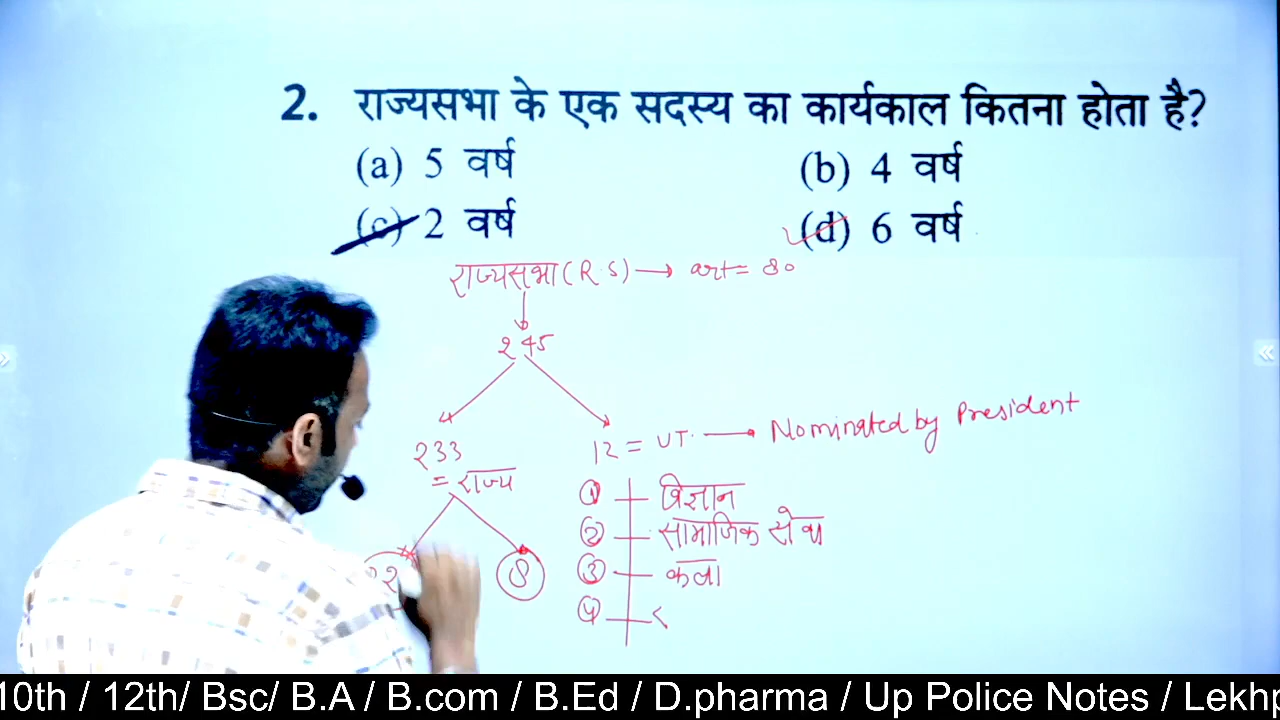 2. राज्यसभा के एक सदस्य का कार्यकाल कितना होता है?
(a) 5 वर्ष (b) 4 वर्ष
(c) 2 वर्ष (d) 6 वर्ष
राज्यसभा (R.S) → art = 80
245
233 12 = UT. → Nominated by President
= राज्य
① विज्ञान
② सामाजिक सेवा
③ कला
8
④
10th / 12th/ Bsc/ B.A / B.com / B.Ed / D.pharma / Up Police Notes / Lekhp